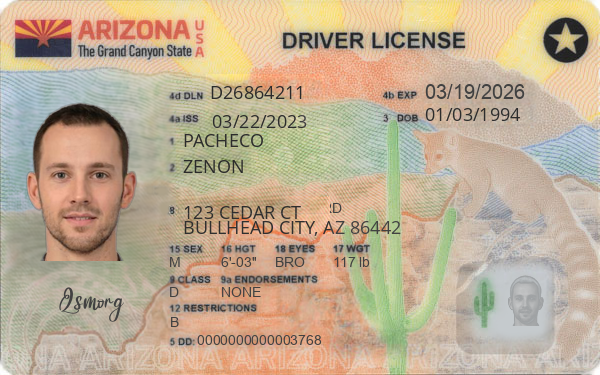 ARIZONA USA
The Grand Canyon State
DRIVER LICENSE
4d DLN D26864211
4b EXP 03/19/2026
4a ISS 03/22/2023
3 DOB 01/03/1994
1 PACHECO
2 ZENON
8 123 CEDAR CT
BULLHEAD CITY, AZ 86442
15 SEX 16 HGT 18 EYES 17 WGT
M 6'-03" BRO 117 lb
9 CLASS 9a ENDORSEMENTS
D NONE
12 RESTRICTIONS
B
5 DD: 0000000000003768
Osmorg
ARIZONA ARIZONA ARIZONA ARIZONA